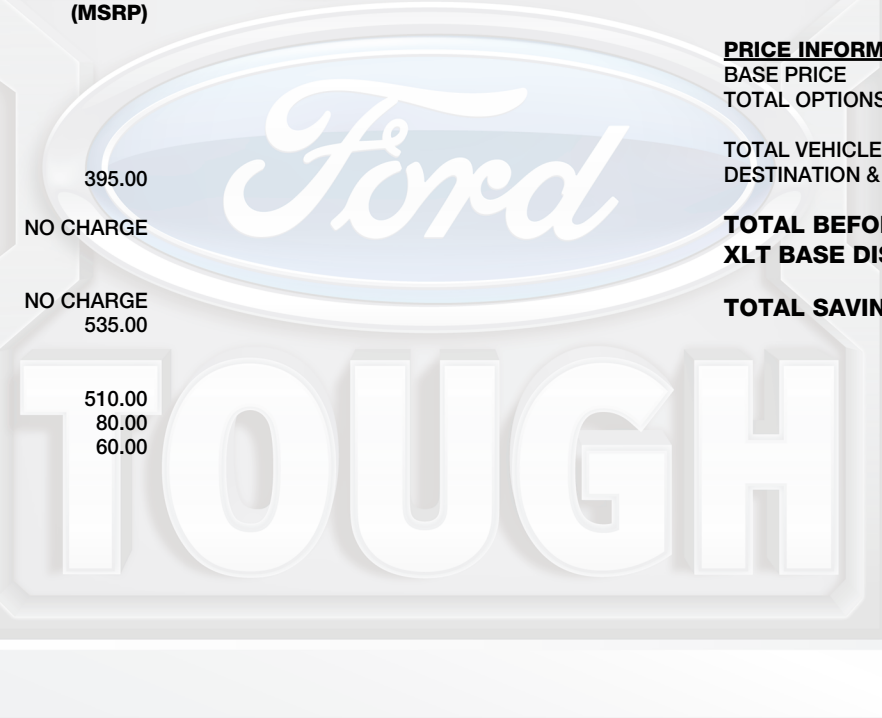 (MSRP)
395.00
NO CHARGE
NO CHARGE
535.00
510.00
80.00
60.00
PRICE INFORM
BASE PRICE
TOTAL OPTIONS
TOTAL VEHICLE
DESTINATION &
TOTAL BEFO
XLT BASE DIS
TOTAL SAVIN
Ford
TOUGH